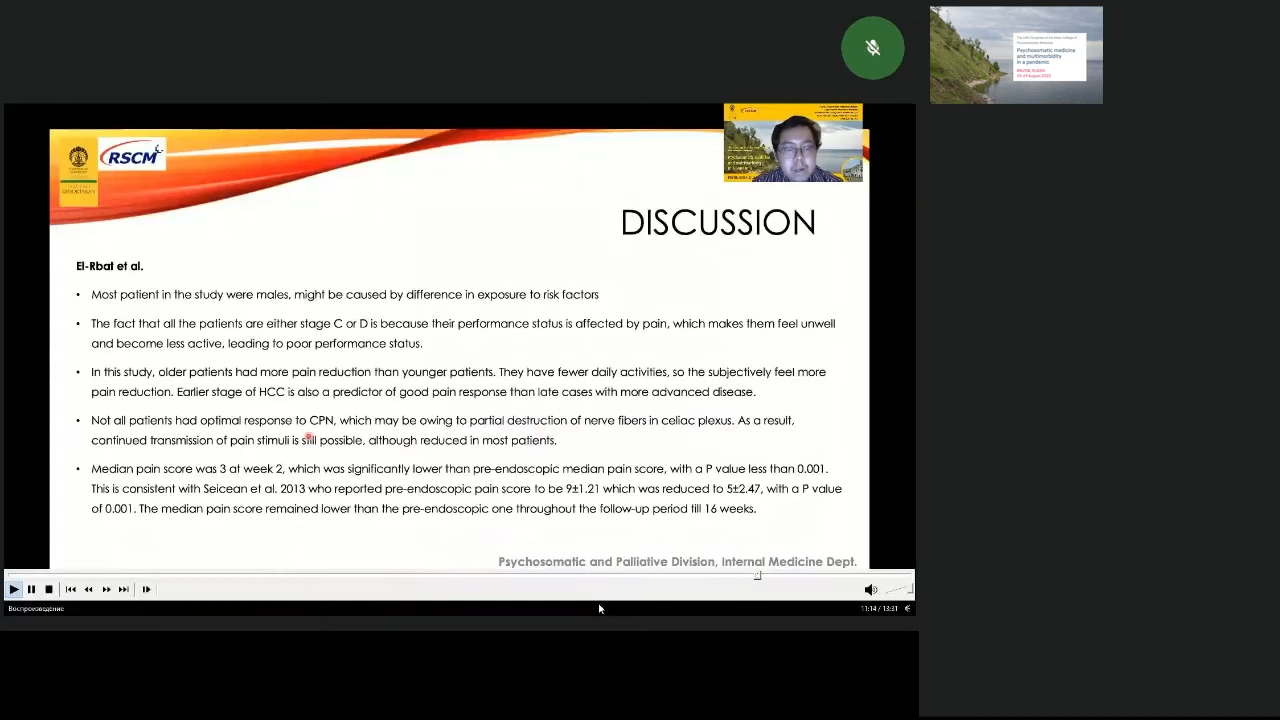 Psychosomatic medicine
and multimorbidity
in a pandemic
RSCM
KEDOKTERAN
RSCM
DISCUSSION
El-Rbat et al.
• Most patient in the study were males, might be caused by difference in exposure to risk factors
• The fact that all the patients are either stage C or D is because their performance status is affected by pain, which makes them feel unwell
and become less active, leading to poor performance status.
• In this study, older patients had more pain reduction than younger patients. They have fewer daily activities, so the subjectively feel more
pain reduction. Earlier stage of HCC is also a predictor of good pain response than late cases with more advanced disease.
• Not all patients had optimal response to CPN, which may be owing to partial destruction of nerve fibers in celiac plexus. As a result,
continued transmission of pain stimuli is still possible, although reduced in most patients.
• Median pain score was 3 at week 2, which was significantly lower than pre-endoscopic median pain score, with a P value less than 0.001.
This is consistent with Seicean et al. 2013 who reported pre-endoscopic pain score to be 9±1.21 which was reduced to 5±2.47, with a P value
of 0.001. The median pain score remained lower than the pre-endoscopic one throughout the follow-up period till 16 weeks.
Psychosomatic and Palliative Division, Internal Medicine Dept.
Воспроизведение
11:14 / 13:31